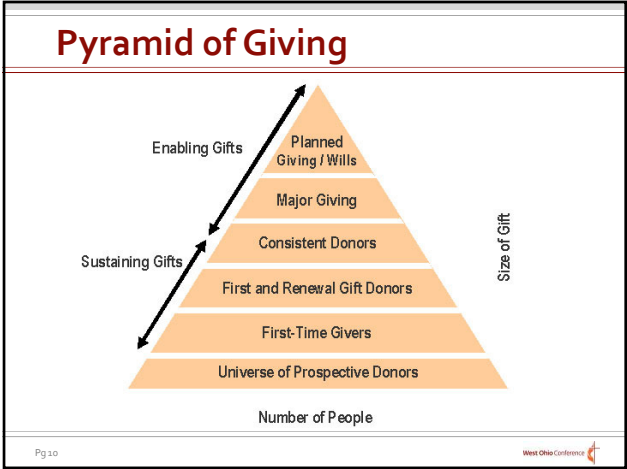 Pyramid of Giving
Enabling Gifts
Planned
Giving / Wills
Major Giving
Size of Gift
Consistent Donors
Sustaining Gifts
First and Renewal Gift Donors
First-Time Givers
Universe of Prospective Donors
Number of People
Pg 10
West Ohio Conference